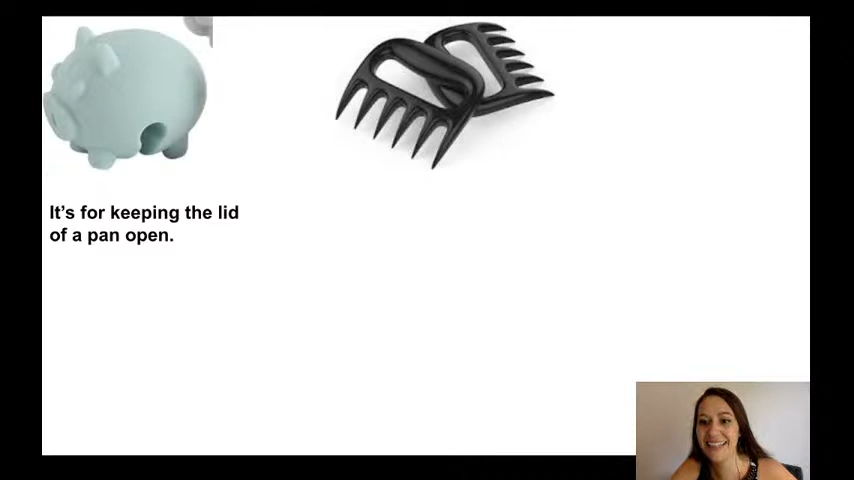 It’s for keeping the lid
of a pan open.